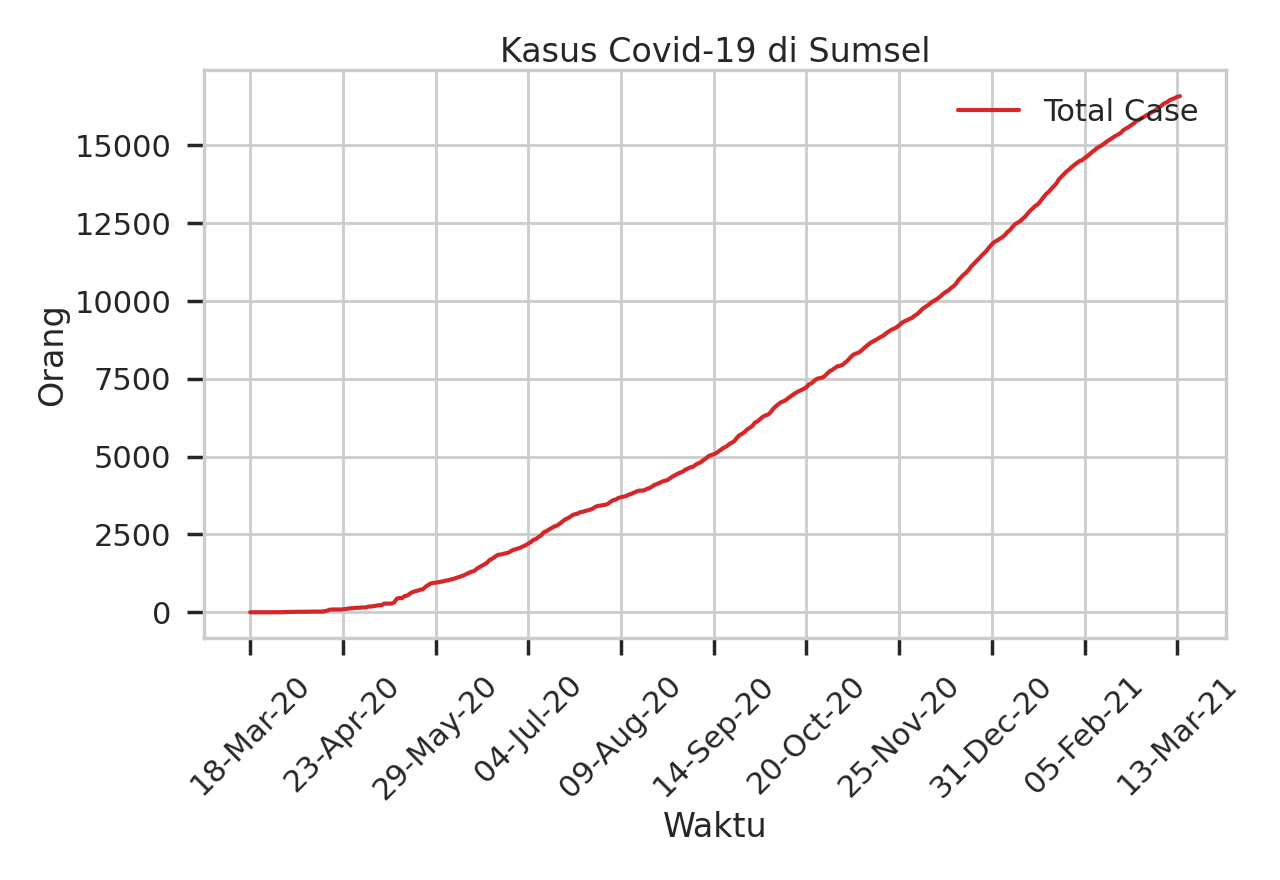 Kasus Covid-19 di Sumsel
Total Case
15000
12500
10000
7500
5000
2500
0
Orang
18-Mar-20
23-Apr-20
29-May-20
04-Jul-20
09-Aug-20
14-Sep-20
20-Oct-20
25-Nov-20
31-Dec-20
05-Feb-21
13-Mar-21
Waktu